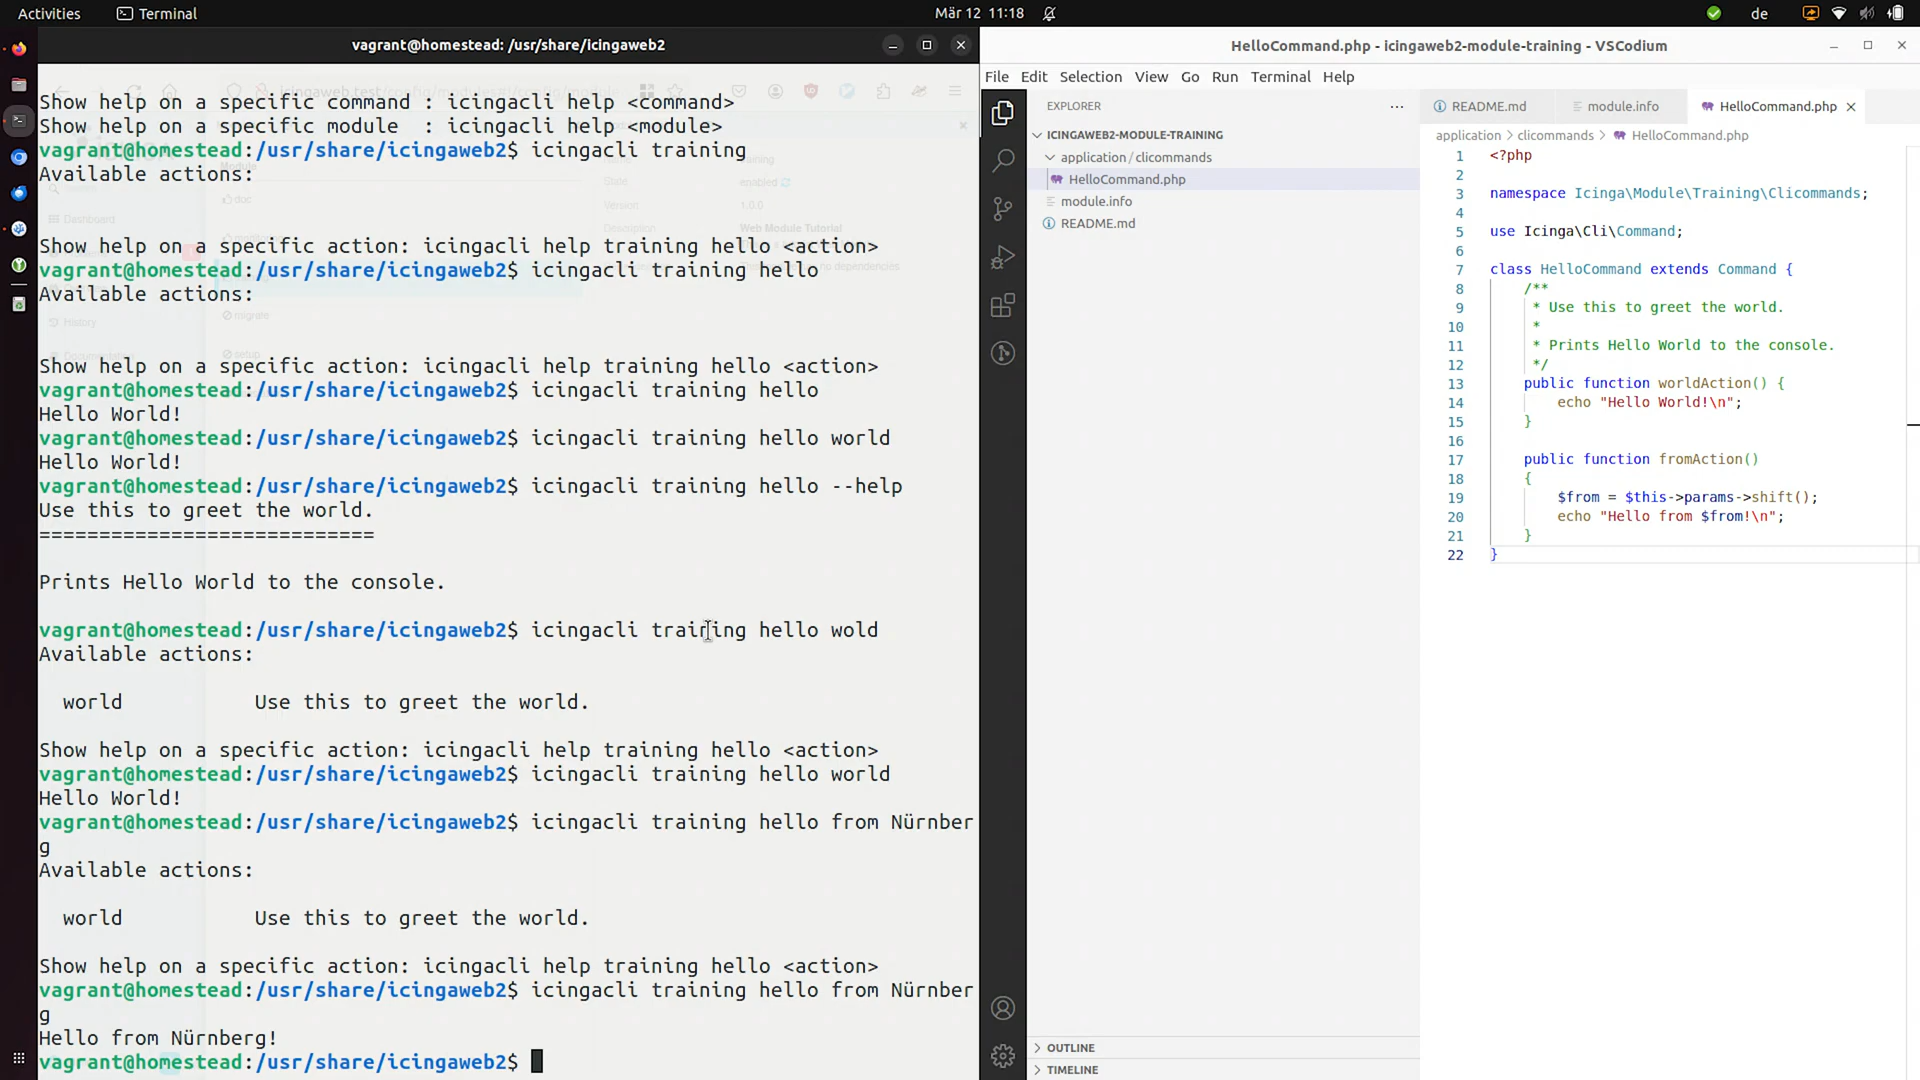 Activities
Terminal
Mär 12 11:18
de
vagrant@homestead: /usr/share/icingaweb2
Show help on a specific command : icingacli help <command>
Show help on a specific module  : icingacli help <module>
vagrant@homestead:/usr/share/icingaweb2$ icingacli training
Available actions:
Show help on a specific action: icingacli help training hello <action>
vagrant@homestead:/usr/share/icingaweb2$ icingacli training hello
Available actions:
Show help on a specific action: icingacli help training hello <action>
vagrant@homestead:/usr/share/icingaweb2$ icingacli training hello
Hello World!
vagrant@homestead:/usr/share/icingaweb2$ icingacli training hello world
Hello World!
vagrant@homestead:/usr/share/icingaweb2$ icingacli training hello --help
Use this to greet the world.
============================
Prints Hello World to the console.
vagrant@homestead:/usr/share/icingaweb2$ icingacli training hello wold
Available actions:
world           Use this to greet the world.
Show help on a specific action: icingacli help training hello <action>
vagrant@homestead:/usr/share/icingaweb2$ icingacli training hello world
Hello World!
vagrant@homestead:/usr/share/icingaweb2$ icingacli training hello from Nürnber
g
Available actions:
world           Use this to greet the world.
Show help on a specific action: icingacli help training hello <action>
vagrant@homestead:/usr/share/icingaweb2$ icingacli training hello from Nürnber
g
Hello from Nürnberg!
vagrant@homestead:/usr/share/icingaweb2$
HelloCommand.php - icingaweb2-module-training - VSCodium
File Edit Selection View Go Run Terminal Help
EXPLORER
ICINGAWEB2-MODULE-TRAINING
application / clicommands
HelloCommand.php
module.info
README.md
OUTLINE
TIMELINE
README.md
module.info
HelloCommand.php
application > clicommands > HelloCommand.php
1 <?php
2
3 namespace Icinga\Module\Training\Clicommands;
4
5 use Icinga\Cli\Command;
6
7 class HelloCommand extends Command {
8     /**
9      * Use this to greet the world.
10      *
11      * Prints Hello World to the console.
12      */
13     public function worldAction() {
14         echo "Hello World!\n";
15     }
16
17     public function fromAction()
18     {
19         $from = $this->params->shift();
20         echo "Hello from $from!\n";
21     }
22 }